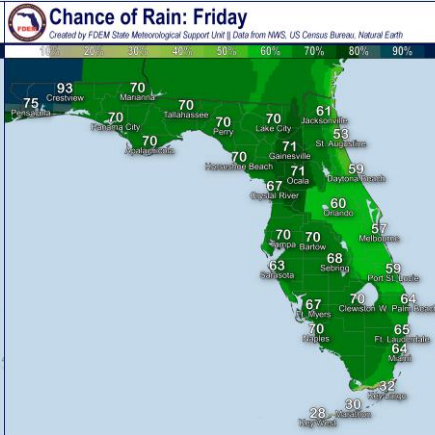 FDEM
Chance of Rain: Friday
Created by FDEM State Meteorological Support Unit || Data from NWS, US Census Bureau, Natural Earth
10% 20% 30% 40% 50% 60% 70% 80% 90%
93
Crestview
75
Pensacola
70
Marianna
70
Panama City
70
Tallahassee
70
Apalachicola
70
Perry
70
Lake City
61
Jacksonville
53
St. Augustine
71
Gainesville
70
Horseshoe Beach
71
Ocala
59
Daytona Beach
67
Crystal River
60
Orlando
57
Melbourne
70
Tampa
70
Bartow
68
Sebring
63
Sarasota
59
Port St. Lucie
67
Ft. Myers
70
Clewiston W
64
Palm Beach
70
Naples
65
Ft. Lauderdale
64
Miami
32
Key Largo
30
Marathon
28
Key West